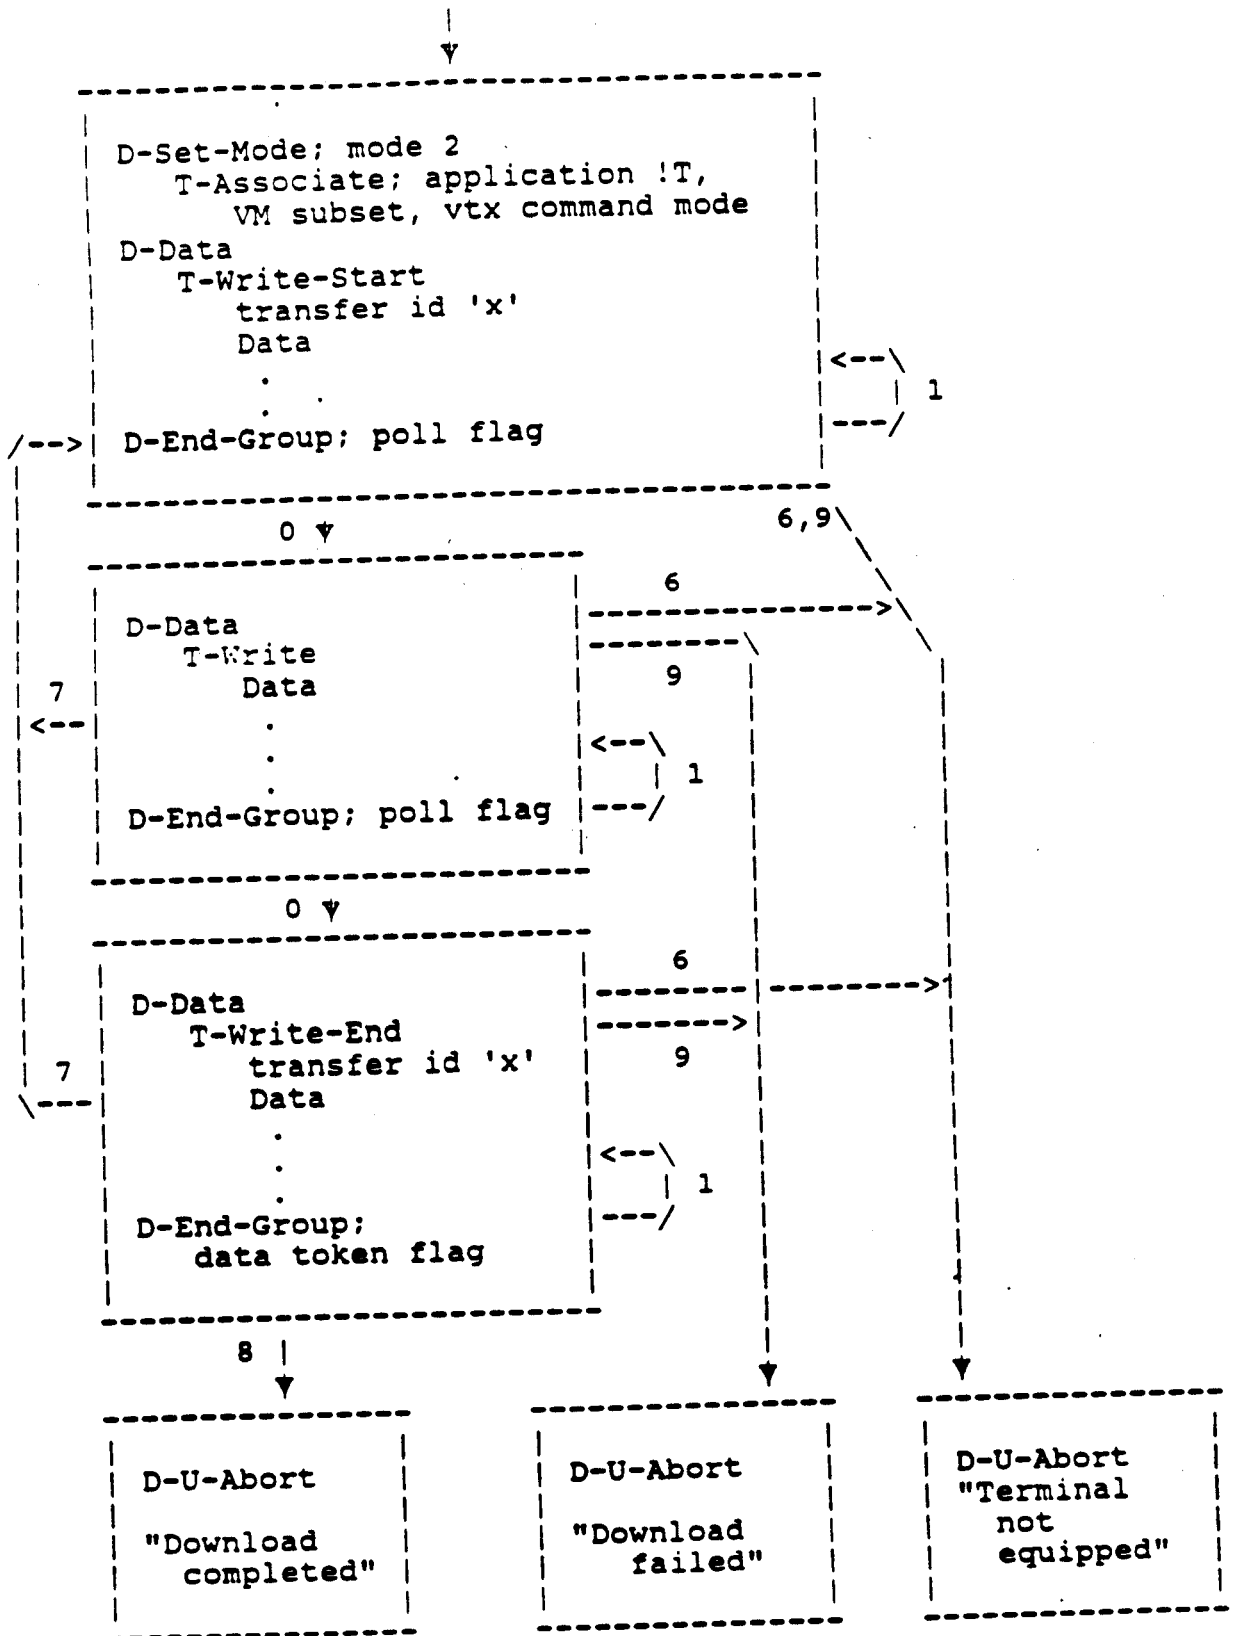 D-Set-Mode; mode 2
T-Associate; application !T,
VM subset, vtx command mode
D-Data
T-Write-Start
transfer id 'x'
Data
.
.
1
D-End-Group; poll flag
0
6,9
6
D-Data
T-Write
9
7
Data
.
.
1
.
D-End-Group; poll flag
0
6
D-Data
T-Write-End
9
transfer id 'x'
7
Data
.
.
1
.
D-End-Group;
data token flag
8
D-U-Abort
"Download
completed"
D-U-Abort
"Download
failed"
D-U-Abort
"Terminal
not
equipped"